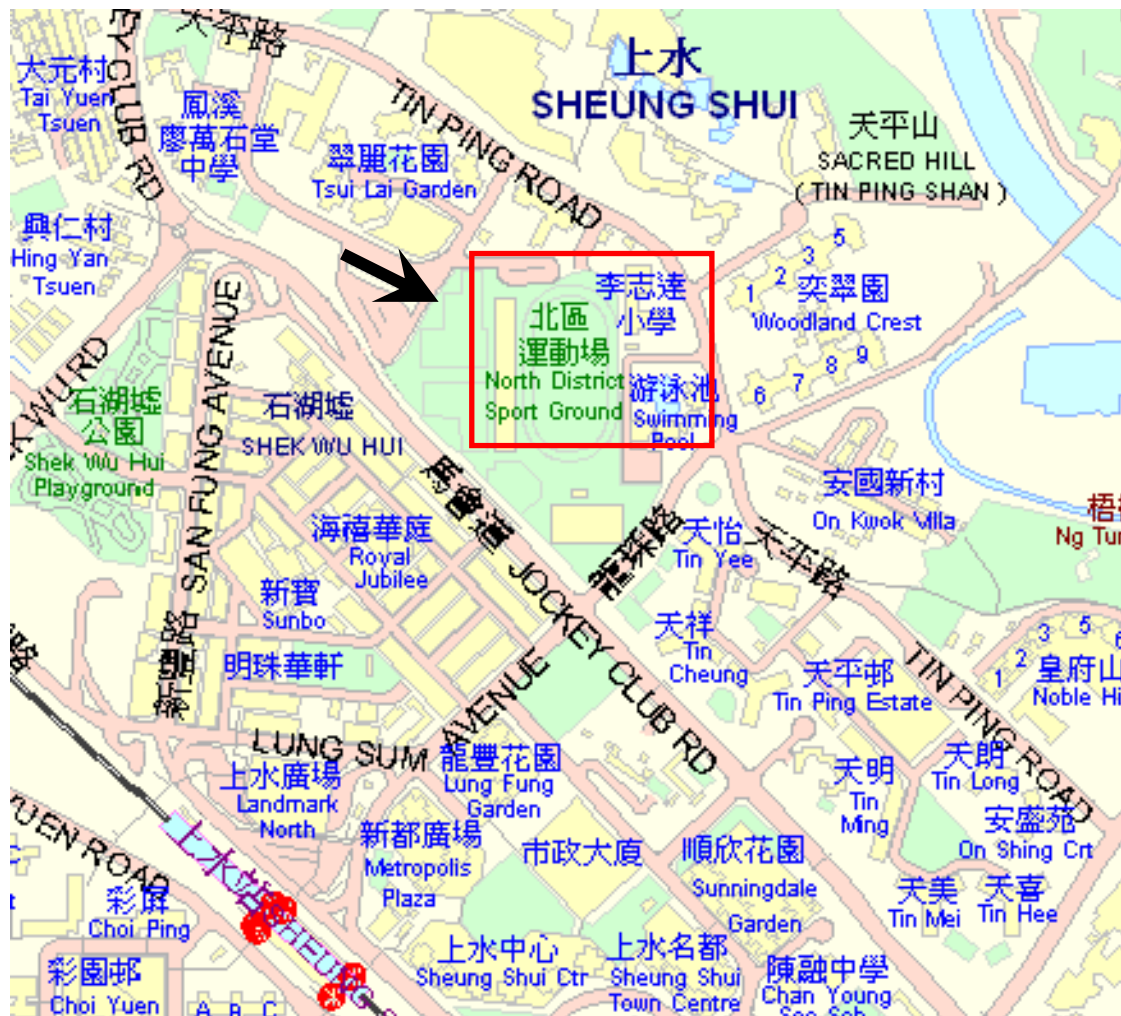 天平路
大元村
Tai Yuen
Tsuen
Y CLUB RD
鳳溪
廖萬石堂
中學
翠麗花園
Tsui Lai Garden
TIN PING ROAD
上水
SHEUNG SHUI
天平山
SACRED HILL
( TIN PING SHAN )
興仁村
Hing Yan
Tsuen
北區
運動場
North District
Sport Ground
李志達
小學
游泳池
Swimming
Pool
1
2
3
5
奕翠園
Woodland Crest
6
7
8
9
WU RD
石湖墟
公園
Shek Wu Hui
Playground
SAN FUNG AVENUE
新豐路
石湖墟
SHEK WU HUI
馬會道
JOCKEY CLUB RD
龍琛路
安國新村
On Kwok Villa
梧
Ng Tun
海禧華庭
Royal
Jubilee
新寶
Sunbo
明珠華軒
天怡
Tin Yee
天平路
天祥
Tin
Cheung
天平邨
Tin Ping Estate
TIN PING ROAD
1
2
3
5
6
皇府山
Noble Hi
LUNG SUM AVENUE
上水廣場
Landmark
North
龍豐花園
Lung Fung
Garden
天明
Tin
Ming
天朗
Tin Long
安盛苑
On Shing Crt
路
YUEN ROAD
上水站 SHEUNG
新都廣場
Metropolis
Plaza
市政大廈
順欣花園
Sunningdale
Garden
天美
Tin Mei
天喜
Tin Hee
彩屏
Choi Ping
彩園邨
Choi Yuen
A B C
上水中心
Sheung Shui Ctr
上水名都
Sheung Shui
Town Centre
陳融中學
Chan Young